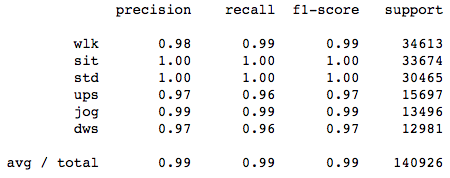 precision recall f1-score support
wlk 0.98 0.99 0.99 34613
sit 1.00 1.00 1.00 33674
std 1.00 1.00 1.00 30465
ups 0.97 0.96 0.97 15697
jog 0.99 0.99 0.99 13496
dws 0.97 0.96 0.97 12981
avg / total 0.99 0.99 0.99 140926